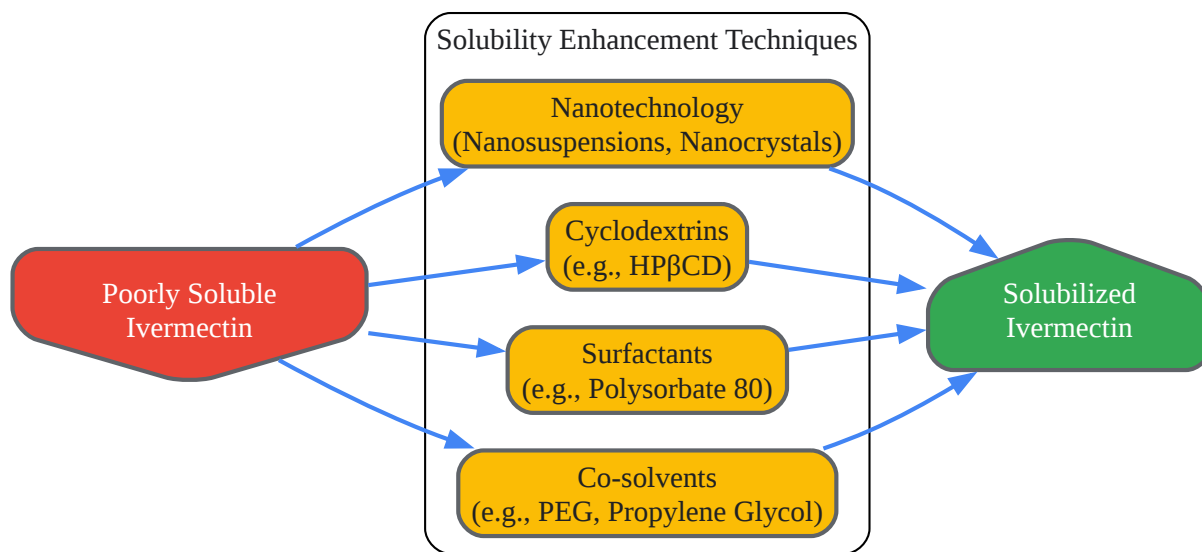 Solubility Enhancement Techniques
Nanotechnology
(Nanosuspensions, Nanocrystals)
Cyclodextrins
(e.g., HPβCD)
Poorly Soluble
Ivermectin
Solubilized
Ivermectin
Surfactants
(e.g., Polysorbate 80)
Co-solvents
(e.g., PEG, Propylene Glycol)